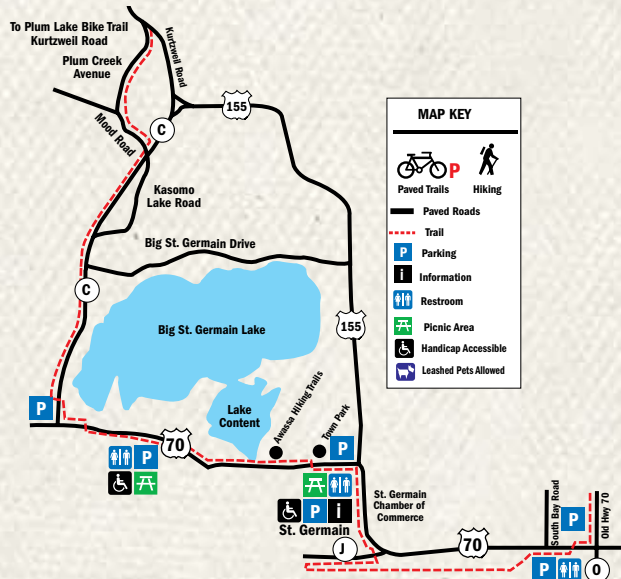 To Plum Lake Bike Trail
Kurtzweil Road
Plum Creek
Avenue
Kurtzweil Road
155
C
Mood Road
Kasomo
Lake Road
Big St. Germain Drive
C
Big St. Germain Lake
155
Lake
Content
Awassa Hiking Trails
Town Park
P
P
70
P
P
i
St. Germain
St. Germain
Chamber of
Commerce
J
70
South Bay Road
P
Old Hwy 70
P
O
MAP KEY
P
Paved Trails
Hiking
Paved Roads
Trail
P
Parking
i
Information
Restroom
Picnic Area
Handicap Accessible
Leashed Pets Allowed